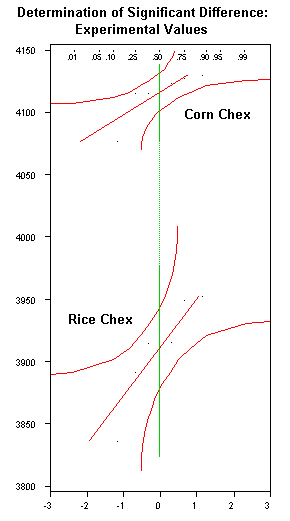 Determination of Significant Difference:
Experimental Values
4150
.01 .05 .10 .25 .50 .75 .90 .95 .99
4100
Corn Chex
4050
4000
3950
Rice Chex
3900
3850
3800
-3 -2 -1 0 1 2 3